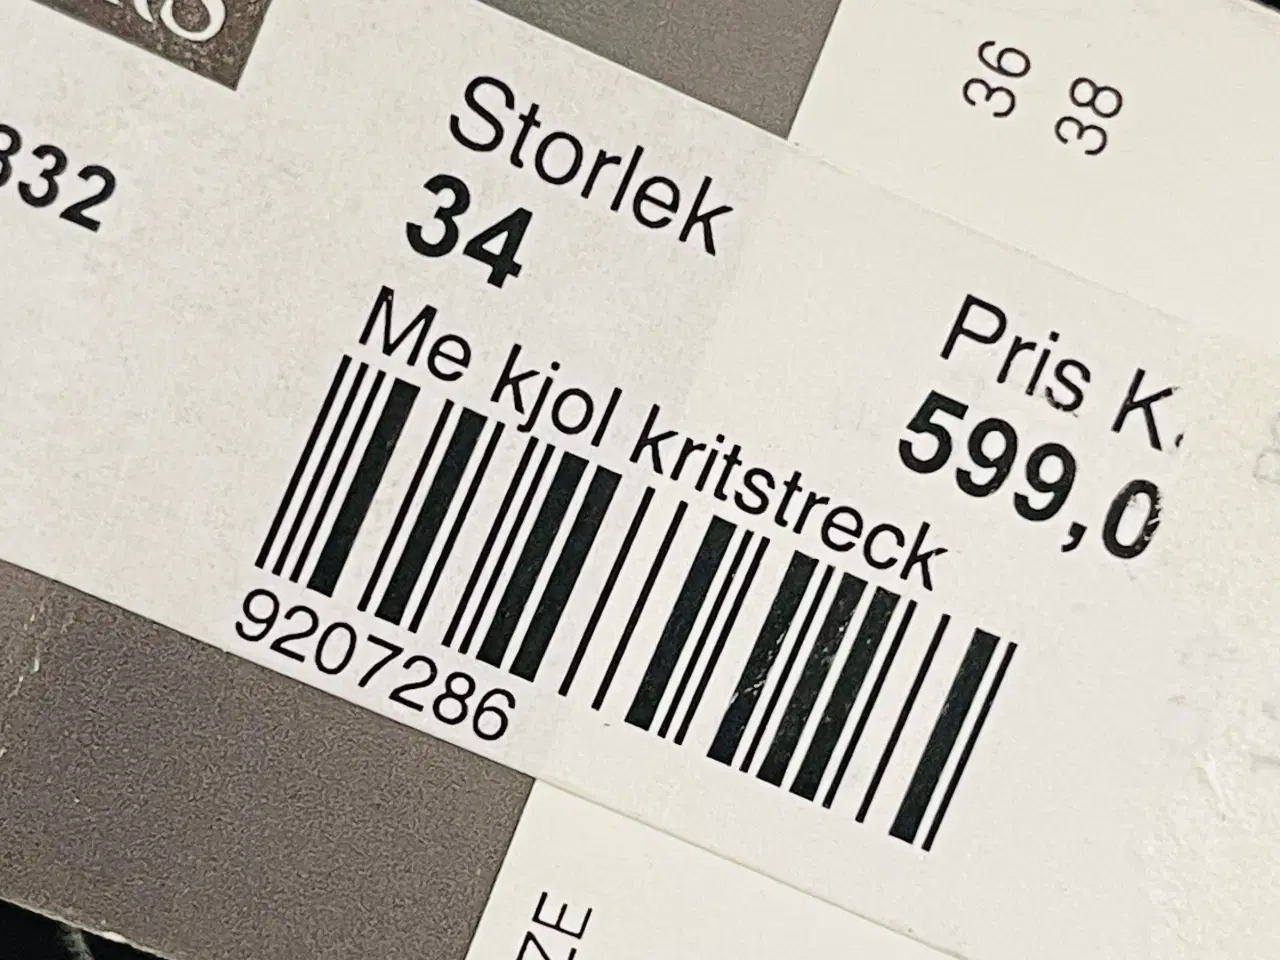 36
38
332
Storlek
34
Me kjol kritstreck
Pris K.
599,0
9207286